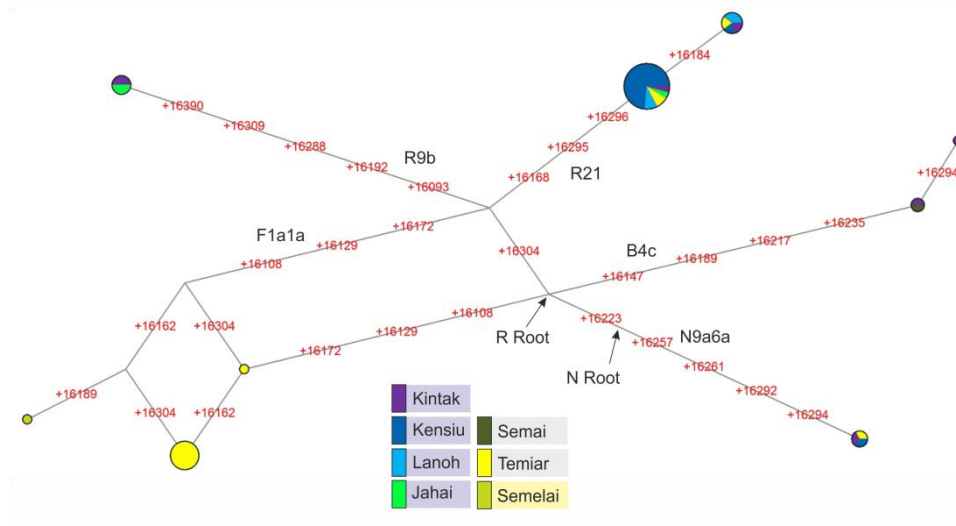 +16184
+16296
+16390
+16309
+16288
+16295
R9b
+16192
+16168
R21
+16294
+16093
+16172
F1a1a
+16235
+16129
+16217
+16304
B4c
+16189
+16108
+16147
+16108
+16223
+16162
+16304
+16129
R Root
+16257
N9a6a
+16172
+16261
N Root
+16189
+16292
Kintak
+16294
+16304
+16162
Kensiu
Semai
Lanoh
Temiar
Jahai
Semelai